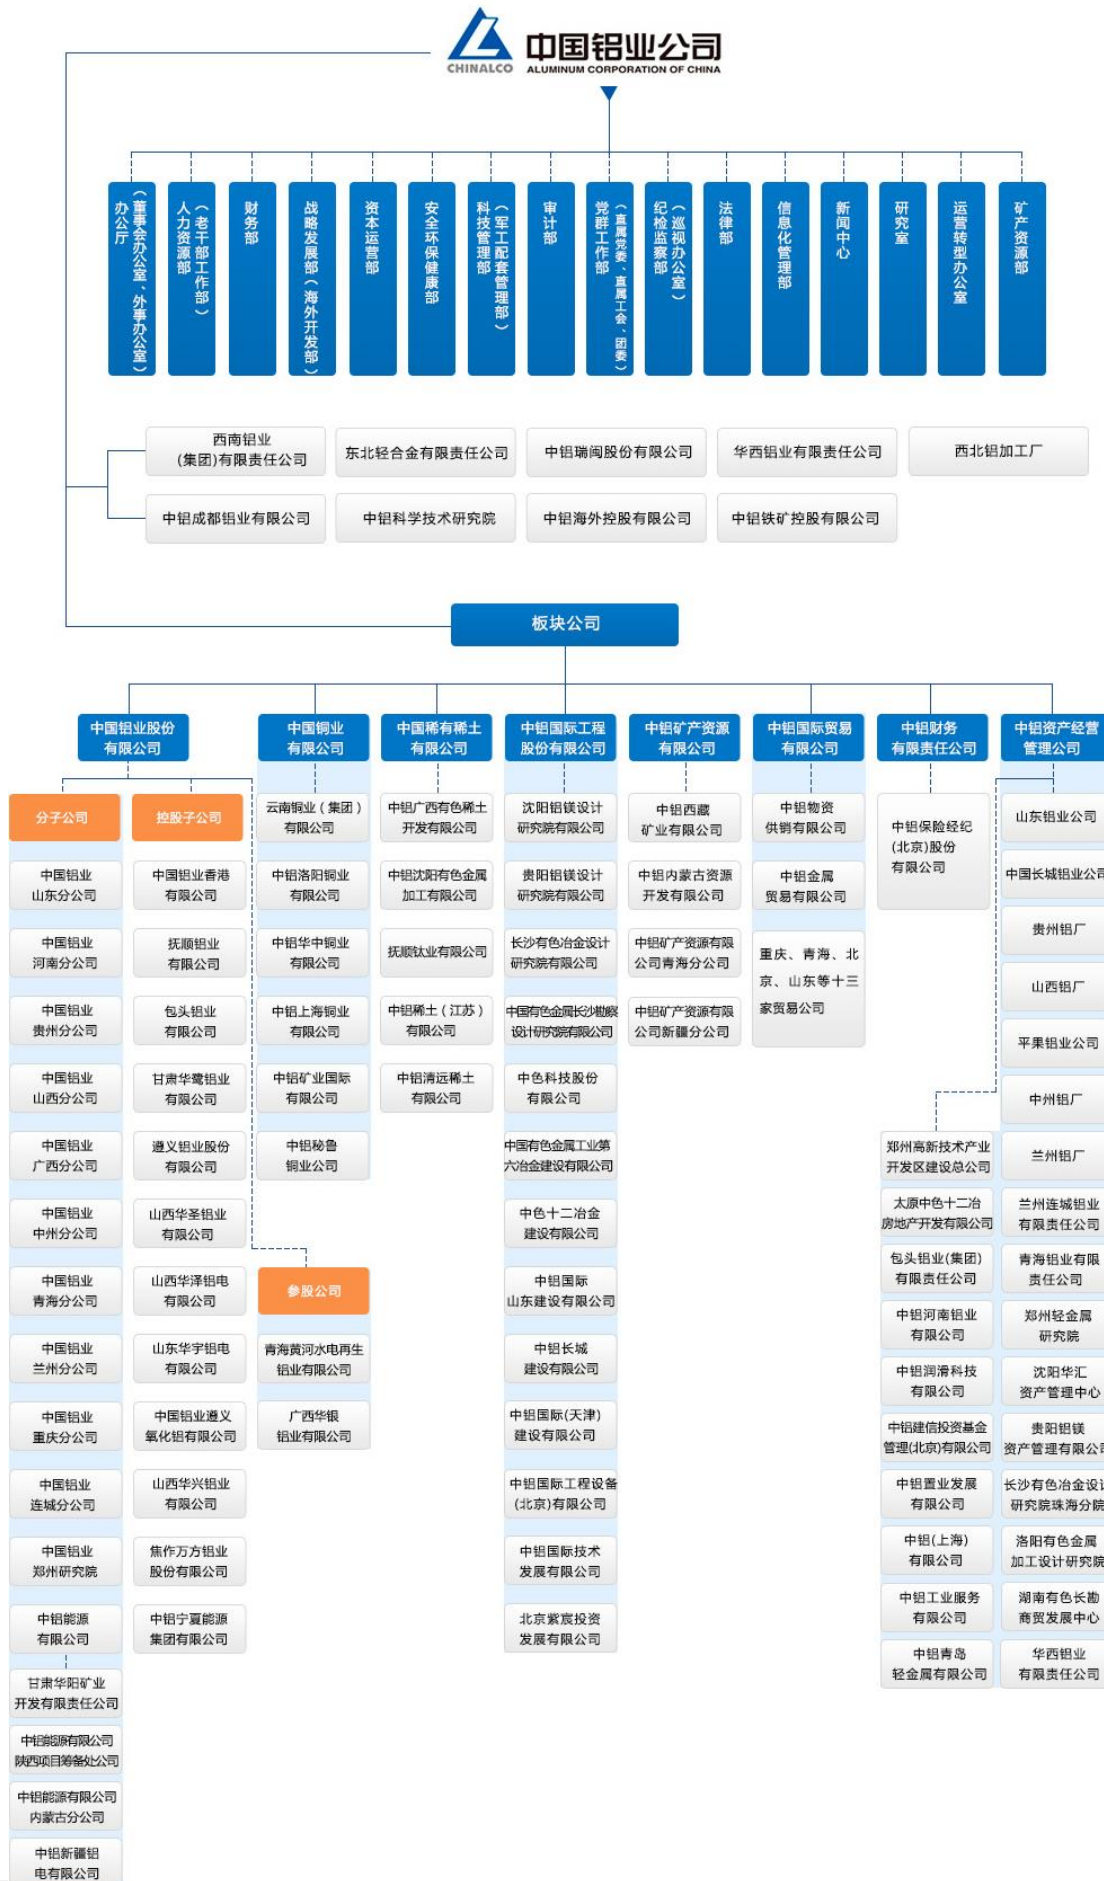 中国铝业公司
CHINALCO
ALUMINUM CORPORATION OF CHINA
办公厅
（董事会办公室、外事办公室）
人力资源部
（老干部工作部）
财务部
战略发展部（海外开发部）
资本运营部
安全环保健康部
科技管理部
（军工配套管理部）
审计部
党群工作部
（直属党委、直属工会、团委）
纪检监察部
（巡视办公室）
法律部
信息化管理部
新闻中心
研究室
运营转型办公室
矿产资源部
西南铝业
(集团)有限责任公司
东北轻合金有限责任公司
中铝瑞闽股份有限公司
华西铝业有限责任公司
西北铝加工厂
中铝成都铝业有限公司
中铝科学技术研究院
中铝海外控股有限公司
中铝铁矿控股有限公司
板块公司
中国铝业股份
有限公司
中国铜业
有限公司
中国稀有稀土
有限公司
中铝国际工程
股份有限公司
中铝矿产资源
有限公司
中铝国际贸易
有限公司
中铝财务
有限责任公司
中铝资产经营
管理公司
分子公司
中国铝业
山东分公司
中国铝业
河南分公司
中国铝业
贵州分公司
中国铝业
山西分公司
中国铝业
广西分公司
中国铝业
中州分公司
中国铝业
青海分公司
中国铝业
兰州分公司
中国铝业
重庆分公司
中国铝业
连城分公司
中国铝业
郑州研究院
中铝能源
有限公司
甘肃华阳矿业
开发有限责任公司
中铝能源有限公司
陕西项目筹备处公司
中铝能源有限公司
内蒙古分公司
中铝新疆铝
电有限公司
控股子公司
中国铝业香港
有限公司
抚顺铝业
有限公司
包头铝业
有限公司
甘肃华鹭铝业
有限公司
遵义铝业股份
有限公司
山西华圣铝业
有限公司
山西华泽铝电
有限公司
山东华宇铝电
有限公司
中国铝业遵义
氧化铝有限公司
山西华兴铝业
有限公司
焦作万方铝业
股份有限公司
中铝宁夏能源
集团有限公司
云南铜业（集团）
有限公司
中铝洛阳铜业
有限公司
中铝华中铜业
有限公司
中铝上海铜业
有限公司
中铝矿业国际
有限公司
中铝秘鲁
铜业公司
参股公司
青海黄河水电再生
铝业有限公司
广西华银
铝业有限公司
中铝广西有色稀土
开发有限公司
中铝沈阳有色金属
加工有限公司
抚顺钛业有限公司
中铝稀土（江苏）
有限公司
中铝清远稀土
有限公司
沈阳铝镁设计
研究院有限公司
贵阳铝镁设计
研究院有限公司
长沙有色冶金设计
研究院有限公司
中国有色金属长沙勘察
设计研究院有限公司
中色科技股份
有限公司
中国有色金属工业第
六冶金建设有限公司
中色十二冶金
建设有限公司
中铝国际
山东建设有限公司
中铝长城
建设有限公司
中铝国际(天津)
建设有限公司
中铝国际工程设备
(北京)有限公司
中铝国际技术
发展有限公司
北京紫宸投资
发展有限公司
中铝西藏
矿业有限公司
中铝内蒙古资源
开发有限公司
中铝矿产资源有限
公司青海分公司
中铝矿产资源有限
公司新疆分公司
中铝物资
供销有限公司
中铝金属
贸易有限公司
重庆、青海、北
京、山东等十三
家贸易公司
中铝保险经纪
(北京)股份
有限公司
郑州高新技术产业
开发区建设总公司
太原中色十二冶
房地产开发有限公司
包头铝业(集团)
有限责任公司
中铝河南铝业
有限公司
中铝润滑科技
有限公司
中铝建信投资基金
管理(北京)有限公司
中铝置业发展
有限公司
中铝(上海)
有限公司
中铝工业服务
有限公司
中铝青岛
轻金属有限公司
山东铝业公司
中国长城铝业公司
贵州铝厂
山西铝厂
平果铝业公司
中州铝厂
兰州铝厂
兰州连城铝业
有限责任公司
青海铝业有限
责任公司
郑州轻金属
研究院
沈阳华汇
资产管理中心
贵阳铝镁
资产管理有限公司
长沙有色冶金设计
研究院珠海分院
洛阳有色金属
加工设计研究院
湖南有色长勘
商贸发展中心
华西铝业
有限责任公司